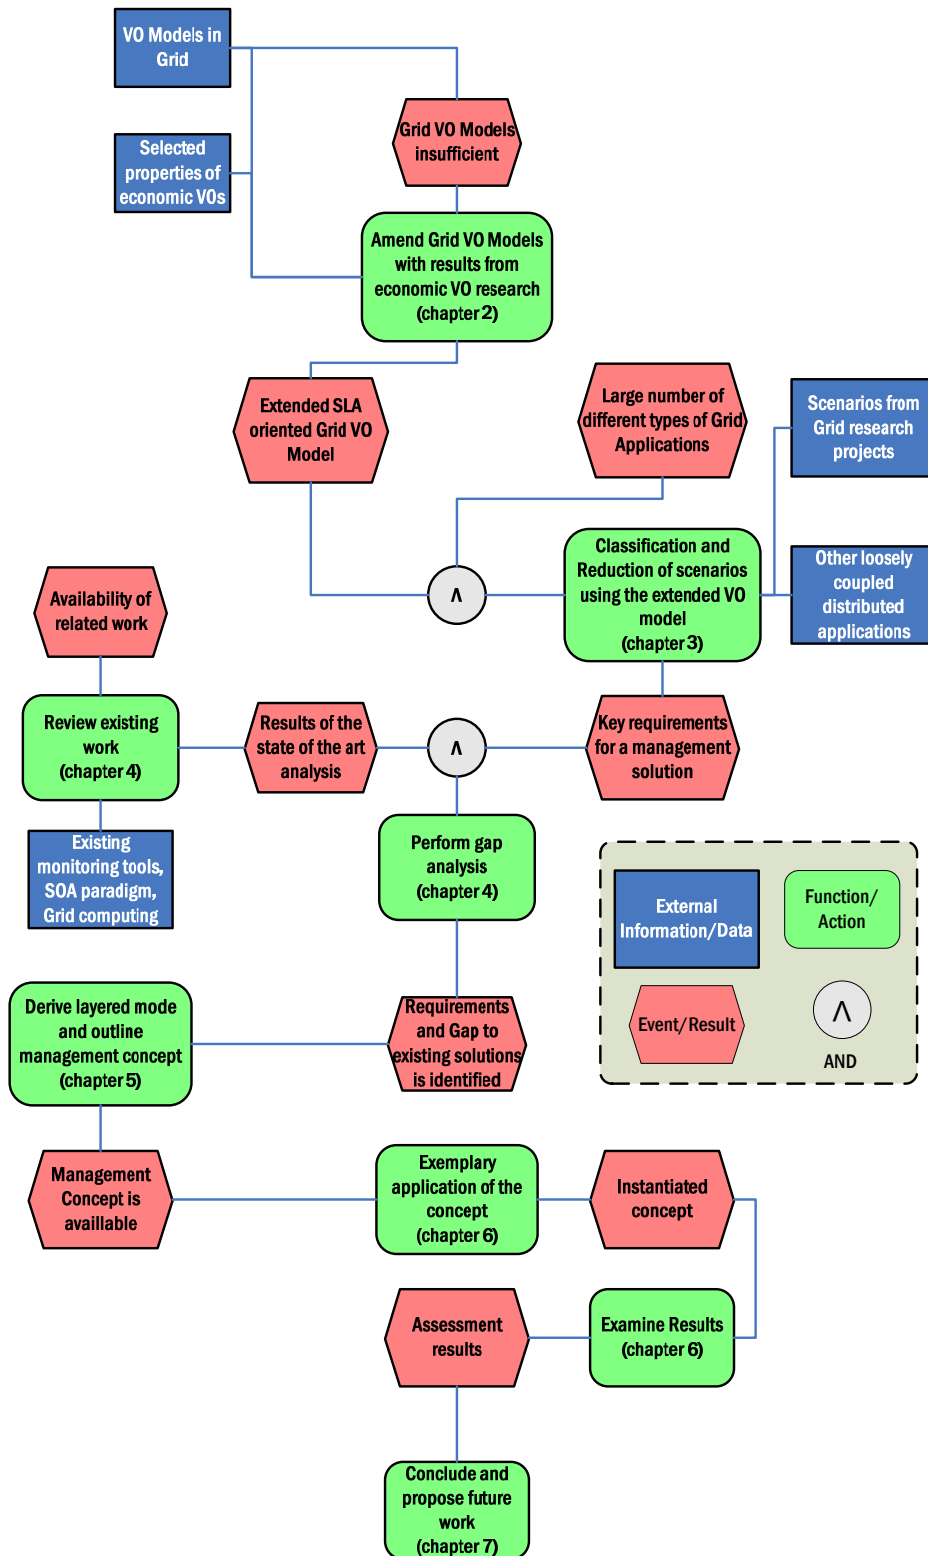 VO Models in
Grid
Grid VO Models
insufficient
Selected
properties of
economic VOs
Amend Grid VO Models
with results from
economic VO research
(chapter 2)
Extended SLA
oriented Grid VO
Model
Large number of
different types of Grid
Applications
Scenarios from
Grid research
projects
Classification and
Reduction of scenarios
using the extended VO
model
(chapter 3)
Other loosely
coupled
distributed
applications
Λ
Availability of
related work
Review existing
work
(chapter 4)
Results of the
state of the art
analysis
Λ
Key requirements
for a management
solution
Existing
monitoring tools,
SOA paradigm,
Grid computing
Perform gap
analysis
(chapter 4)
External
Information/Data
Function/
Action
Event/Result
Λ
AND
Derive layered mode
and outline
management concept
(chapter 5)
Requirements
and Gap to
existing solutions
is identified
Management
Concept is
availlable
Exemplary
application of the
concept
(chapter 6)
Instantiated
concept
Assessment
results
Examine Results
(chapter 6)
Conclude and
propose future
work
(chapter 7)